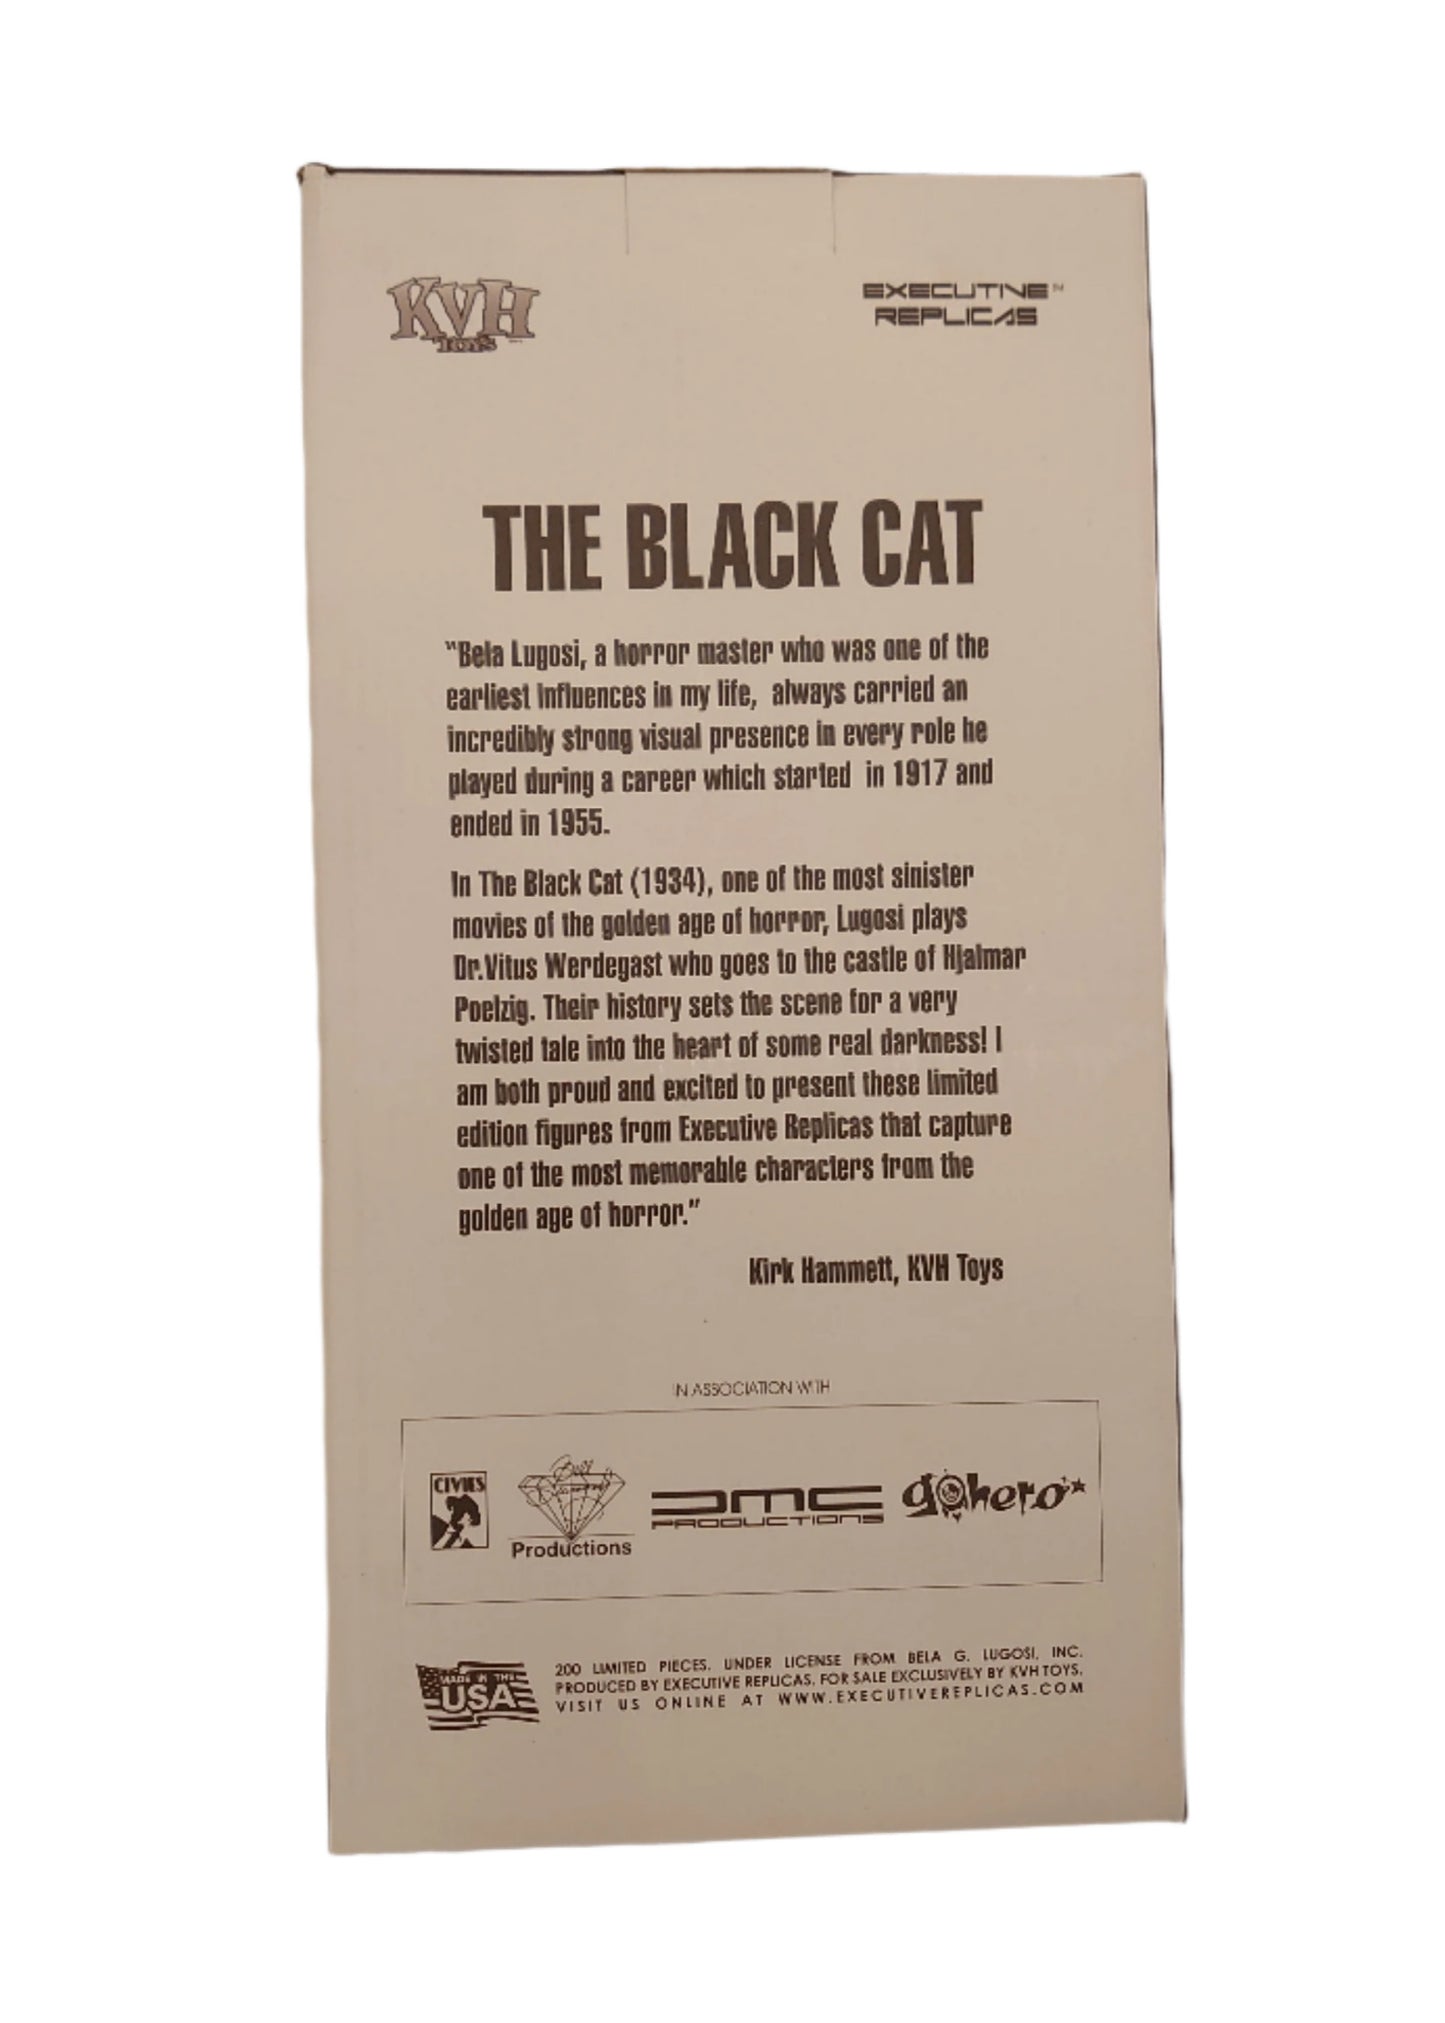 KVH
TOYS
EXECUTIVE™
REPLICAS
THE BLACK CAT
"Bela Lugosi, a horror master who was one of the
earliest influences in my life, always carried an
incredibly strong visual presence in every role he
played during a career which started in 1917 and
ended in 1955.
In The Black Cat (1934), one of the most sinister
movies of the golden age of horror, Lugosi plays
Dr.Vitus Werdegast who goes to the castle of Hjalmar
Poelzig. Their history sets the scene for a very
twisted tale into the heart of some real darkness! I
am both proud and excited to present these limited
edition figures from Executive Replicas that capture
one of the most memorable characters from the
golden age of horror."
Kirk Hammett, KVH Toys
IN ASSOCIATION WITH
CIVIES
Productions
DMC
PRODUCTIONS
gohero
MADE IN THE
USA
200 LIMITED PIECES. UNDER LICENSE FROM BELA G. LUGOSI, INC.
PRODUCED BY EXECUTIVE REPLICAS. FOR SALE EXCLUSIVELY BY KVH TOYS.
VISIT US ONLINE AT WWW.EXECUTIVEREPLICAS.COM